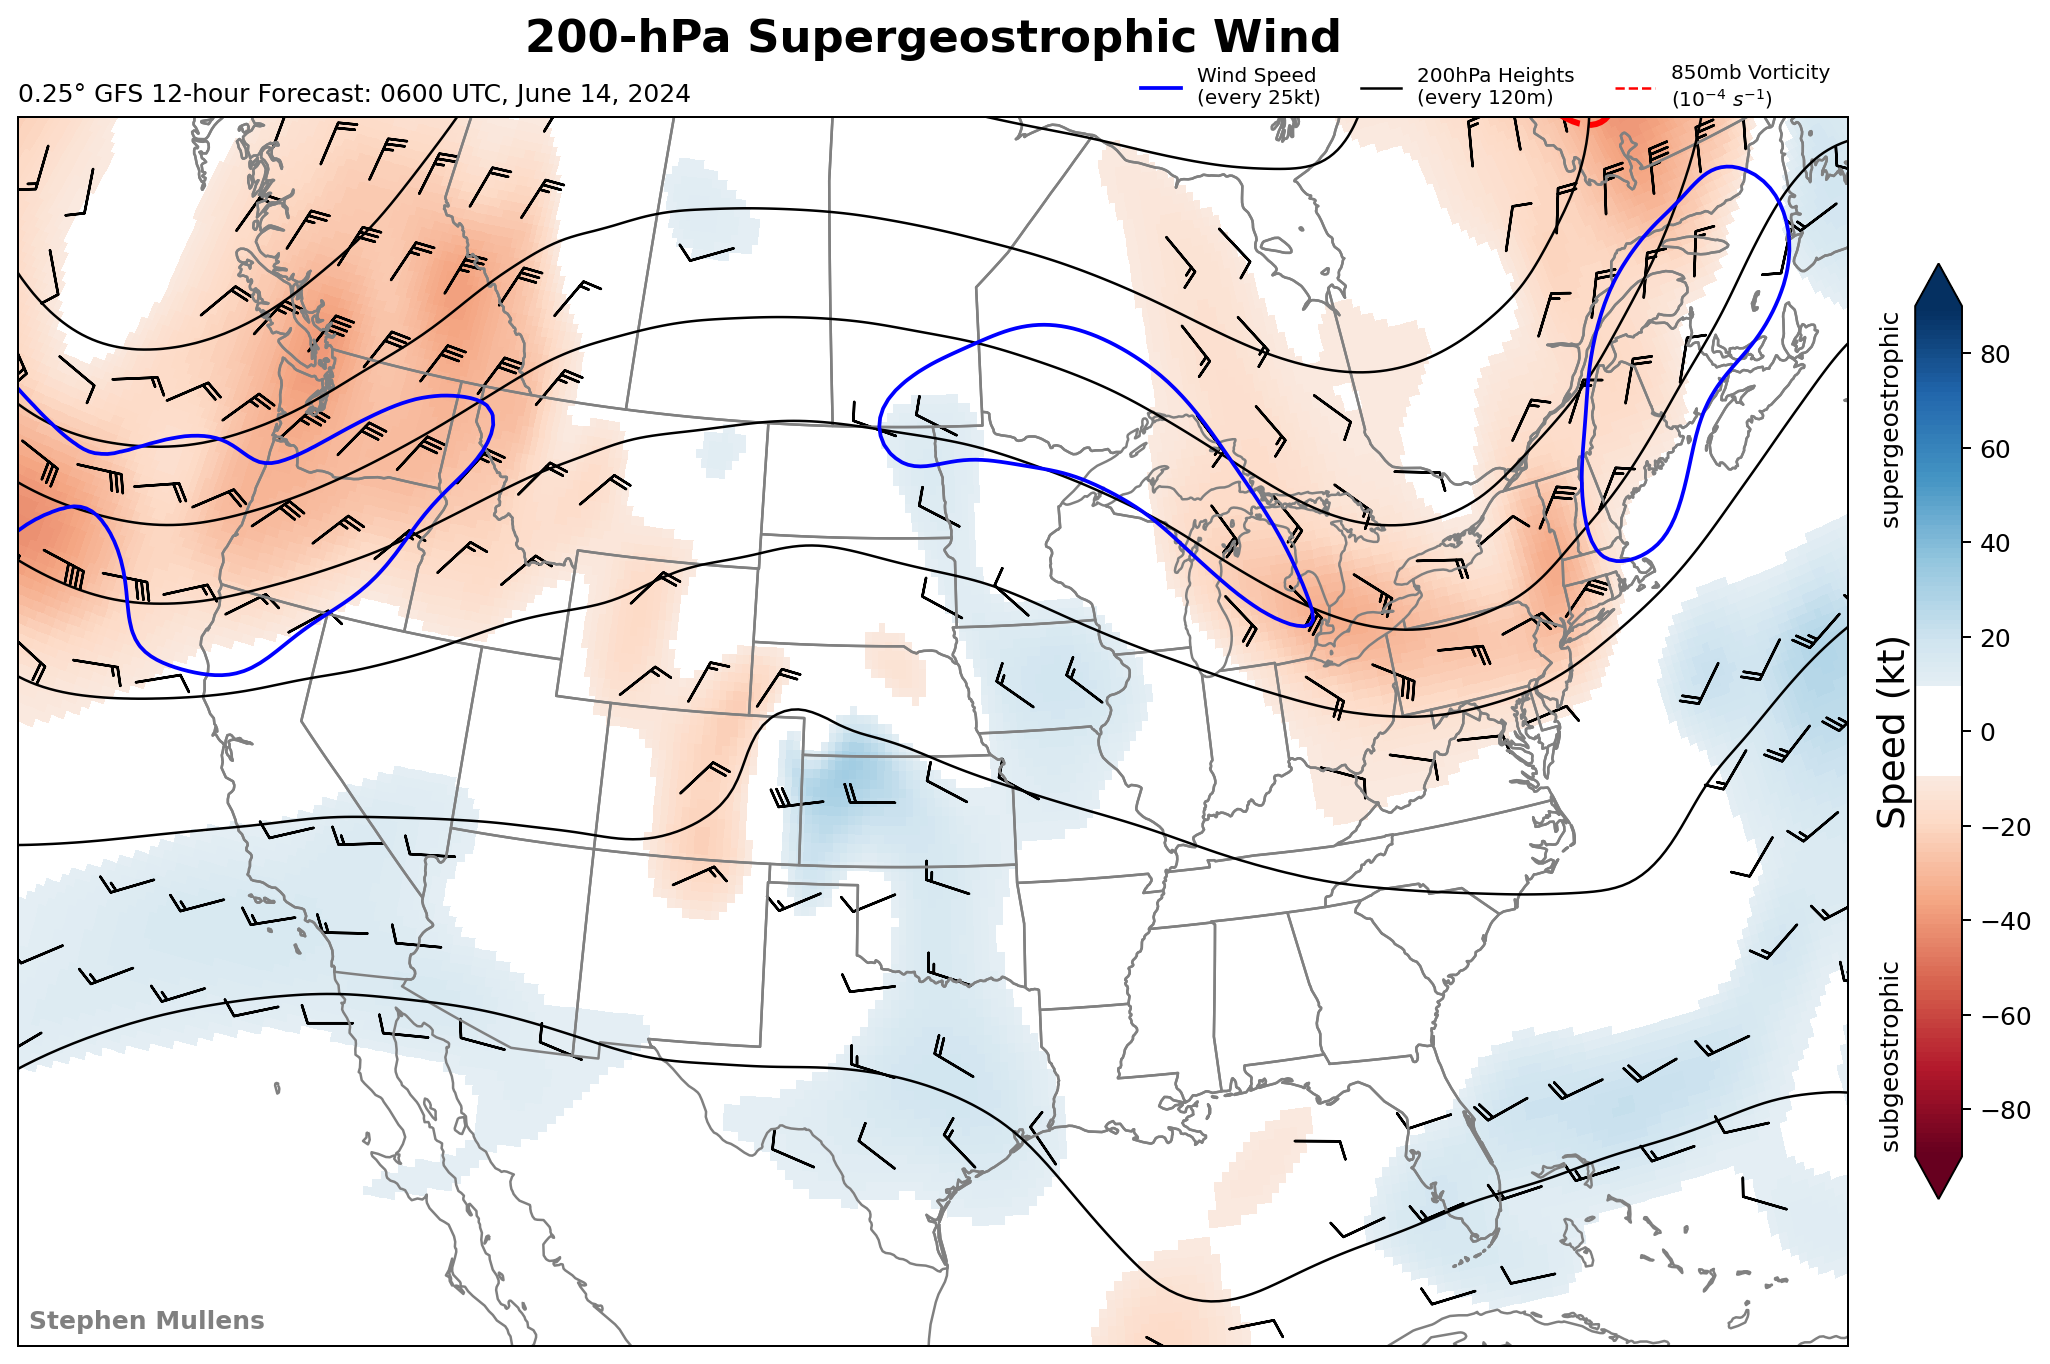 200-hPa Supergeostrophic Wind
0.25° GFS 12-hour Forecast: 0600 UTC, June 14, 2024
Wind Speed
(every 25kt)
200hPa Heights
(every 120m)
850mb Vorticity
(10⁻⁴ s⁻¹)
supergeostrophic
Speed (kt)
subgeostrophic
80
60
40
20
0
−20
−40
−60
−80
Stephen Mullens